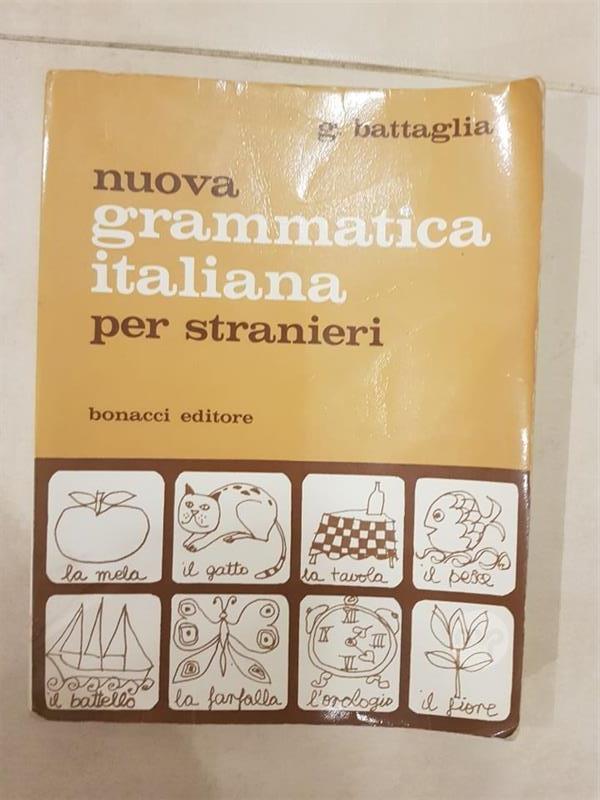 g. battaglia
nuova
grammatica
italiana
per stranieri
bonacci editore
la mela
il gatto
la tavola
il pesce
il battello
la farfalla
l'orologio
il fiore